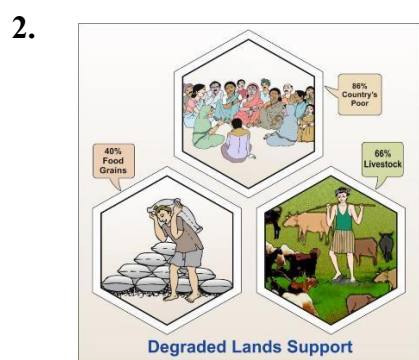 2.
86%
Country's
Poor
40%
Food
Grains
66%
Livestock
Degraded Lands Support